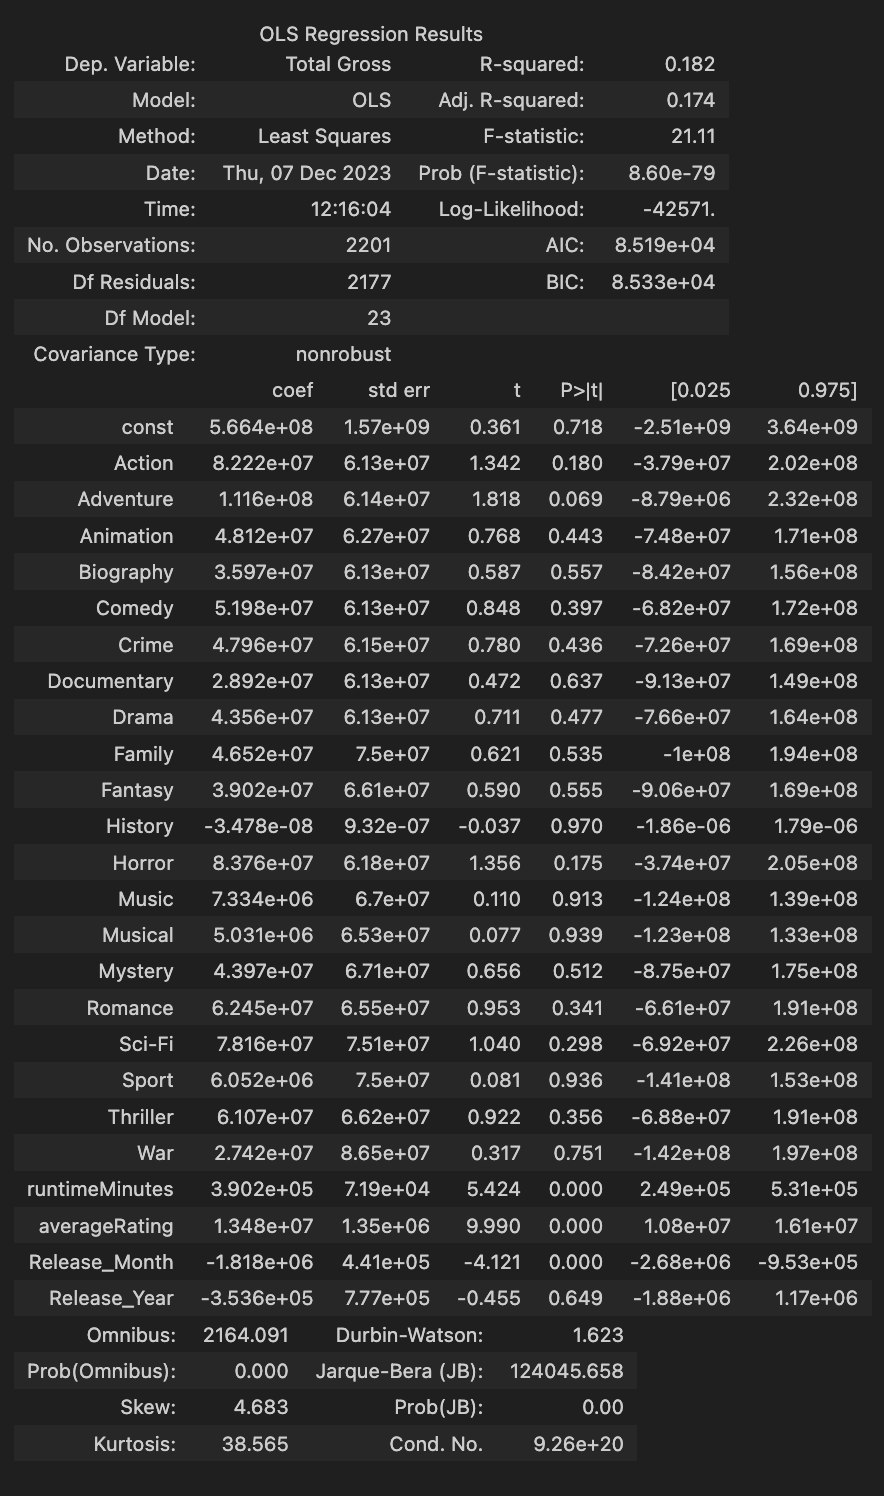 OLS Regression Results
Dep. Variable: Total Gross R-squared: 0.182
Model: OLS Adj. R-squared: 0.174
Method: Least Squares F-statistic: 21.11
Date: Thu, 07 Dec 2023 Prob (F-statistic): 8.60e-79
Time: 12:16:04 Log-Likelihood: -42571.
No. Observations: 2201 AIC: 8.519e+04
Df Residuals: 2177 BIC: 8.533e+04
Df Model: 23
Covariance Type: nonrobust
coef std err t P>|t| [0.025 0.975]
const 5.664e+08 1.57e+09 0.361 0.718 -2.51e+09 3.64e+09
Action 8.222e+07 6.13e+07 1.342 0.180 -3.79e+07 2.02e+08
Adventure 1.116e+08 6.14e+07 1.818 0.069 -8.79e+06 2.32e+08
Animation 4.812e+07 6.27e+07 0.768 0.443 -7.48e+07 1.71e+08
Biography 3.597e+07 6.13e+07 0.587 0.557 -8.42e+07 1.56e+08
Comedy 5.198e+07 6.13e+07 0.848 0.397 -6.82e+07 1.72e+08
Crime 4.796e+07 6.15e+07 0.780 0.436 -7.26e+07 1.69e+08
Documentary 2.892e+07 6.13e+07 0.472 0.637 -9.13e+07 1.49e+08
Drama 4.356e+07 6.13e+07 0.711 0.477 -7.66e+07 1.64e+08
Family 4.652e+07 7.5e+07 0.621 0.535 -1e+08 1.94e+08
Fantasy 3.902e+07 6.61e+07 0.590 0.555 -9.06e+07 1.69e+08
History -3.478e-08 9.32e-07 -0.037 0.970 -1.86e-06 1.79e-06
Horror 8.376e+07 6.18e+07 1.356 0.175 -3.74e+07 2.05e+08
Music 7.334e+06 6.7e+07 0.110 0.913 -1.24e+08 1.39e+08
Musical 5.031e+06 6.53e+07 0.077 0.939 -1.23e+08 1.33e+08
Mystery 4.397e+07 6.71e+07 0.656 0.512 -8.75e+07 1.75e+08
Romance 6.245e+07 6.55e+07 0.953 0.341 -6.61e+07 1.91e+08
Sci-Fi 7.816e+07 7.51e+07 1.040 0.298 -6.92e+07 2.26e+08
Sport 6.052e+06 7.5e+07 0.081 0.936 -1.41e+08 1.53e+08
Thriller 6.107e+07 6.62e+07 0.922 0.356 -6.88e+07 1.91e+08
War 2.742e+07 8.65e+07 0.317 0.751 -1.42e+08 1.97e+08
runtimeMinutes 3.902e+05 7.19e+04 5.424 0.000 2.49e+05 5.31e+05
averageRating 1.348e+07 1.35e+06 9.990 0.000 1.08e+07 1.61e+07
Release_Month -1.818e+06 4.41e+05 -4.121 0.000 -2.68e+06 -9.53e+05
Release_Year -3.536e+05 7.77e+05 -0.455 0.649 -1.88e+06 1.17e+06
Omnibus: 2164.091 Durbin-Watson: 1.623
Prob(Omnibus): 0.000 Jarque-Bera (JB): 124045.658
Skew: 4.683 Prob(JB): 0.00
Kurtosis: 38.565 Cond. No. 9.26e+20